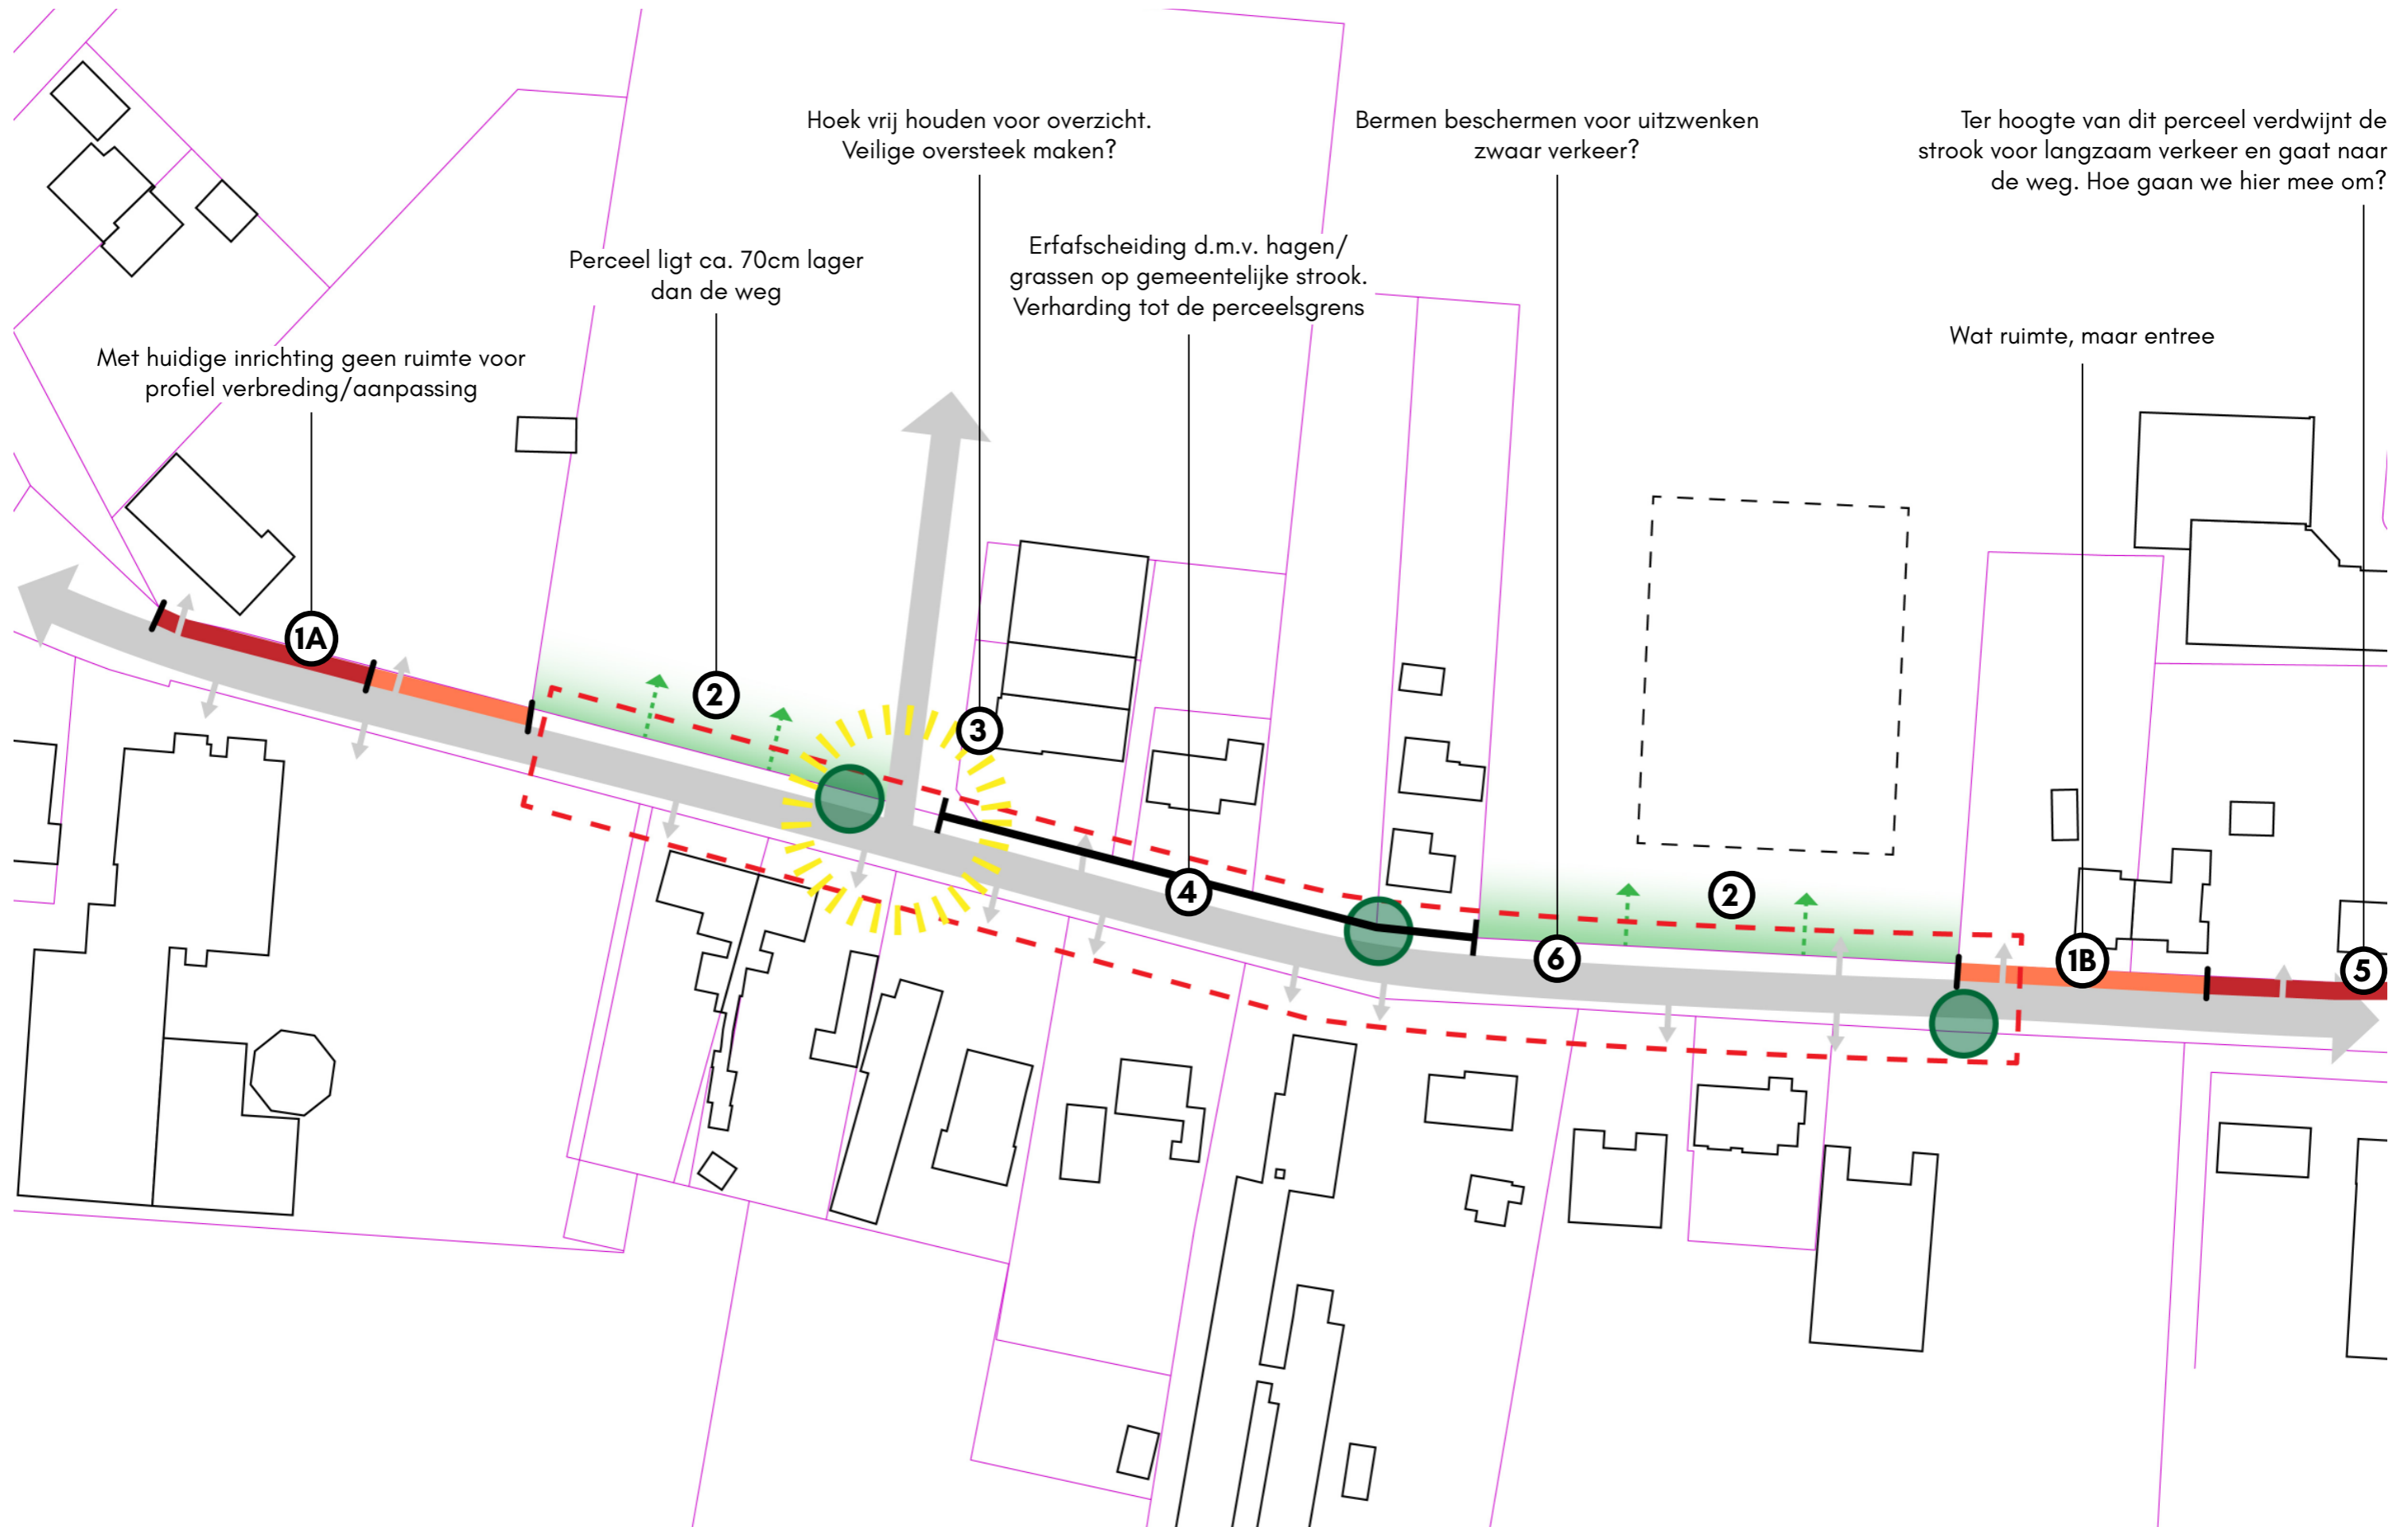 Hoek vrij houden voor overzicht.
Veilige oversteek maken?
Bermen beschermen voor uitzwenken
zwaar verkeer?
Ter hoogte van dit perceel verdwijnt de
strook voor langzaam verkeer en gaat naar
de weg. Hoe gaan we hier mee om?
Perceel ligt ca. 70cm lager
dan de weg
Erfafscheiding d.m.v. hagen/
grassen op gemeentelijke strook.
Verharding tot de perceelsgrens
Wat ruimte, maar entree
Met huidige inrichting geen ruimte voor
profiel verbreding/aanpassing
1A
2
3
4
2
6
1B
5